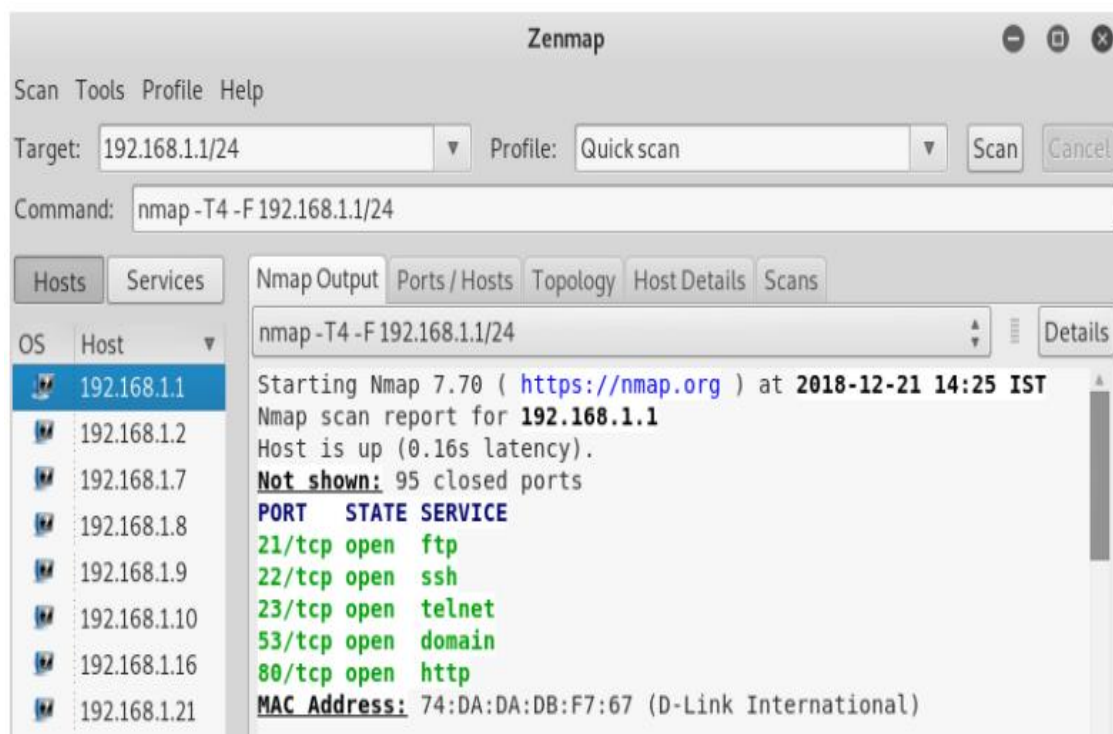 Zenmap
Scan Tools Profile Help
Target: 192.168.1.1/24 Profile: Quick scan Scan Cancel
Command: nmap -T4 -F 192.168.1.1/24
Hosts Services Nmap Output Ports / Hosts Topology Host Details Scans
nmap -T4 -F 192.168.1.1/24 Details
OS Host
192.168.1.1
192.168.1.2
192.168.1.7
192.168.1.8
192.168.1.9
192.168.1.10
192.168.1.16
192.168.1.21
Starting Nmap 7.70 ( https://nmap.org ) at 2018-12-21 14:25 IST
Nmap scan report for 192.168.1.1
Host is up (0.16s latency).
Not shown: 95 closed ports
PORT STATE SERVICE
21/tcp open ftp
22/tcp open ssh
23/tcp open telnet
53/tcp open domain
80/tcp open http
MAC Address: 74:DA:DA:DB:F7:67 (D-Link International)